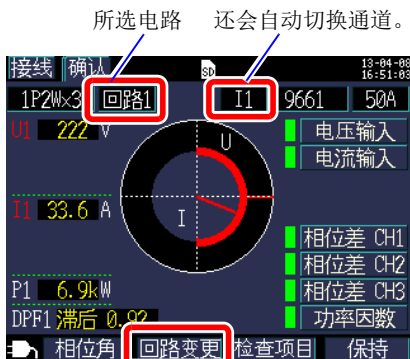 所选电路 还会自动切换通道。
接线 确认 SD 13-04-08
16:51:03
1P2W×3 回路1 I1 9661 50A
U1 222 V U 电压输入
电流输入
I1 33.6 A I
相位差 CH1
相位差 CH2
P1 6.9kW 相位差 CH3
DPF1 滞后 0.92 功率因数
相位角 回路变更 检查项目 保持